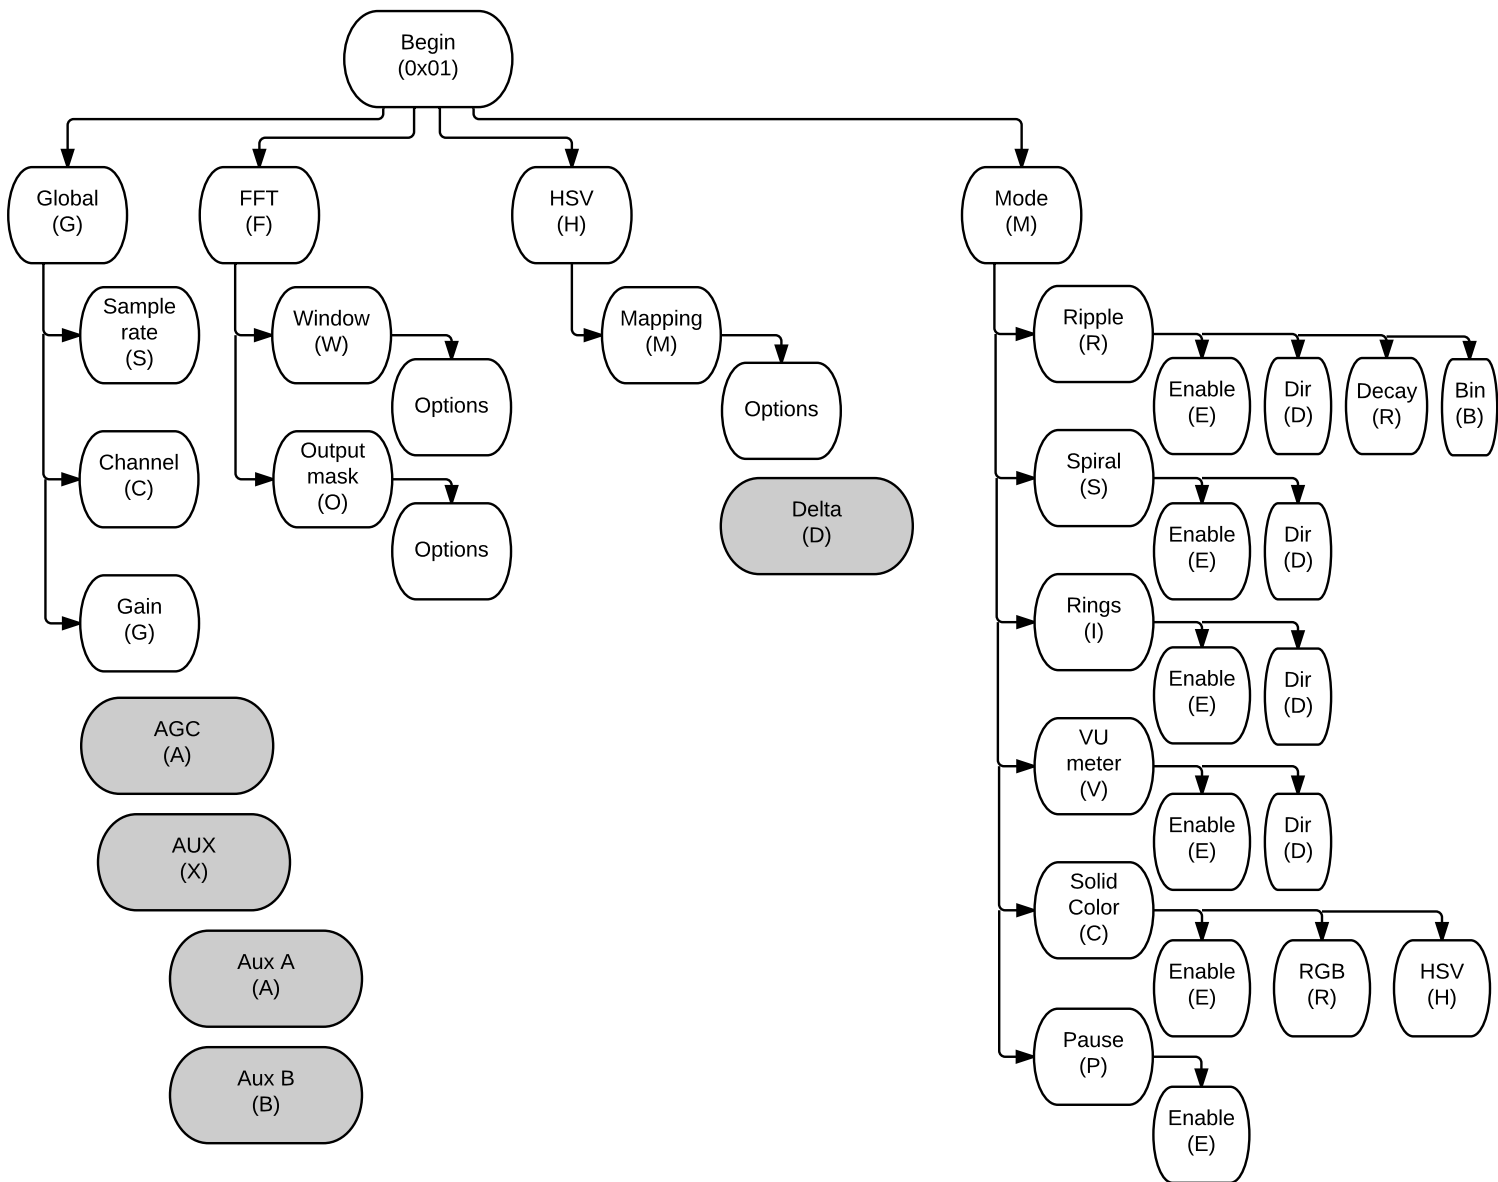 Begin
(0x01)
Global
(G)
FFT
(F)
HSV
(H)
Mode
(M)
Sample
rate
(S)
Channel
(C)
Gain
(G)
AGC
(A)
AUX
(X)
Aux A
(A)
Aux B
(B)
Window
(W)
Options
Output
mask
(O)
Options
Mapping
(M)
Options
Delta
(D)
Ripple
(R)
Enable
(E)
Dir
(D)
Decay
(R)
Bin
(B)
Spiral
(S)
Enable
(E)
Dir
(D)
Rings
(I)
Enable
(E)
Dir
(D)
VU
meter
(V)
Enable
(E)
Dir
(D)
Solid
Color
(C)
Enable
(E)
RGB
(R)
HSV
(H)
Pause
(P)
Enable
(E)